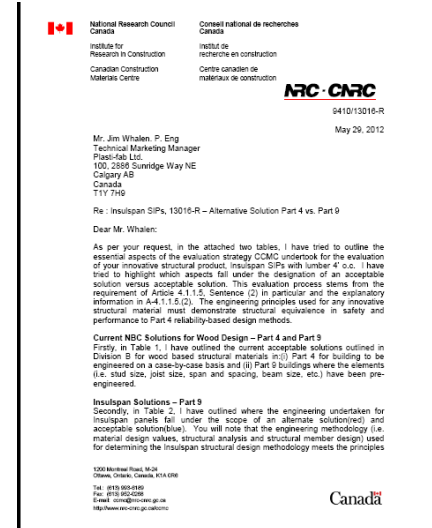 National Research Council Canada
Conseil national de recherches Canada
Institute for Research in Construction
Institut de recherche en construction
Canadian Construction Materials Centre
Centre canadien de matériaux de construction
NRC · CNRC
9410/13016-R
May 29, 2012
Mr. Jim Whalen. P. Eng
Technical Marketing Manager
Plasti-fab Ltd.
100, 2886 Sunridge Way NE
Calgary AB
Canada
T1Y 7H9
Re : Insulspan SIPs, 13016-R – Alternative Solution Part 4 vs. Part 9
Dear Mr. Whalen:
As per your request, in the attached two tables, I have tried to outline the
essential aspects of the evaluation strategy CCMC undertook for the evaluation
of your innovative structural product, Insulspan SIPs with lumber 4' o.c. I have
tried to highlight which aspects fall under the designation of an acceptable
solution versus acceptable solution. This evaluation process stems from the
requirement of Article 4.1.1.5, Sentence (2) in particular and the explanatory
information in A-4.1.1.5.(2). The engineering principles used for any innovative
structural material must demonstrate structural equivalence in safety and
performance to Part 4 reliability-based design methods.
Current NBC Solutions for Wood Design – Part 4 and Part 9
Firstly, in Table 1, I have outlined the current acceptable solutions outlined in
Division B for wood based structural materials in:(i) Part 4 for building to be
engineered on a case-by-case basis and (ii) Part 9 buildings where the elements
(i.e. stud size, joist size, span and spacing, beam size, etc.) have been pre-
engineered.
Insulspan Solutions – Part 9
Secondly, in Table 2, I have outlined where the engineering undertaken for
Insulspan panels fall under the scope of an alternate solution(red) and
acceptable solution(blue). You will note that the engineering methodology (i.e.
material design values, structural analysis and structural member design) used
for determining the Insulspan structural design methodology meets the principles
1200 Montreal Road, M-24
Ottawa, Ontario, Canada, K1A 0R6
Tel.: (613) 993-6189
Fax: (613) 952-0268
E-mail: ccmc@nrc-cnrc.gc.ca
http://www.nrc-cnrc.gc.ca/ccmc
Canada